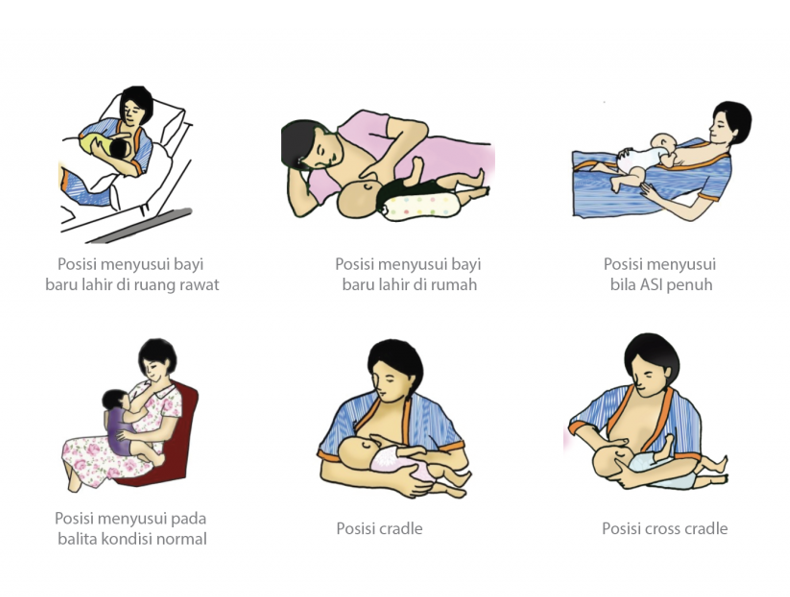 Posisi menyusui bayi
baru lahir di ruang rawat
Posisi menyusui bayi
baru lahir di rumah
Posisi menyusui
bila ASI penuh
Posisi menyusui pada
balita kondisi normal
Posisi cradle
Posisi cross cradle